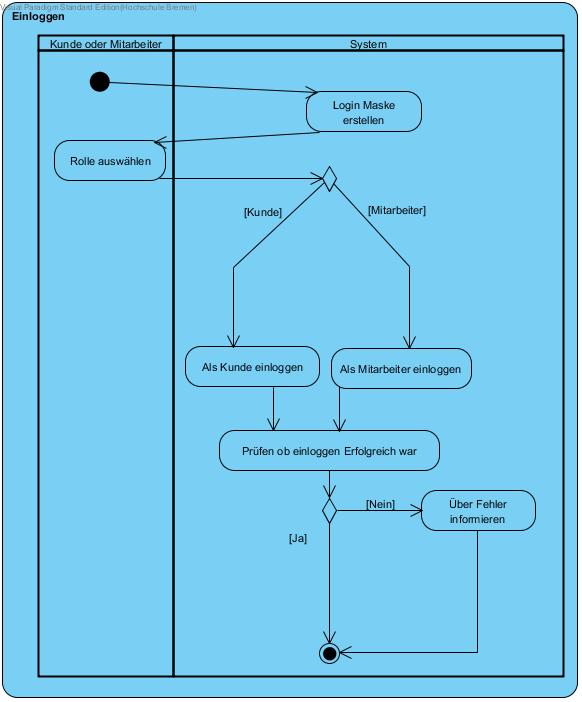 Visual Paradigm Standard Edition(Hochschule Bremen)
Einloggen
Kunde oder Mitarbeiter
System
Login Maske
erstellen
Rolle auswählen
[Kunde]
[Mitarbeiter]
Als Kunde einloggen
Als Mitarbeiter einloggen
Prüfen ob einloggen Erfolgreich war
[Nein]
Über Fehler
informieren
[Ja]